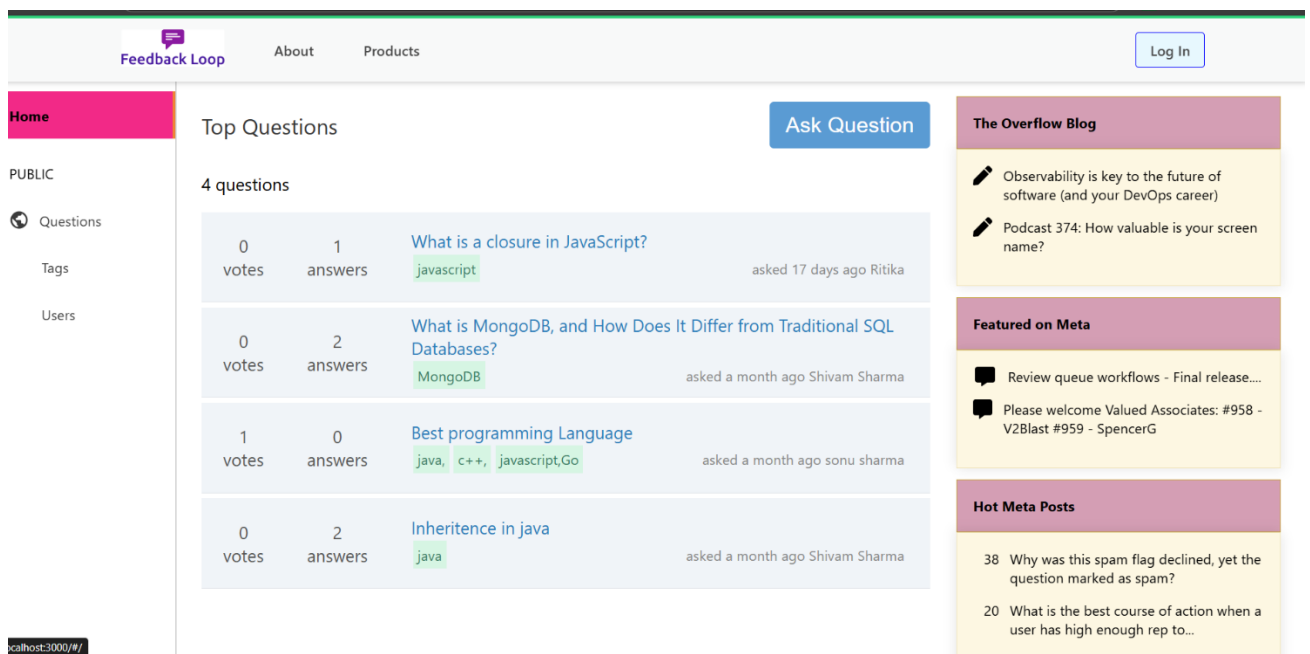 Feedback Loop
About
Products
Log In
Home
PUBLIC
Questions
Tags
Users
Top Questions
Ask Question
4 questions
0 votes
1 answers
What is a closure in JavaScript?
javascript
asked 17 days ago Ritika
0 votes
2 answers
What is MongoDB, and How Does It Differ from Traditional SQL
Databases?
MongoDB
asked a month ago Shivam Sharma
1 votes
0 answers
Best programming Language
java, c++, javascript,Go
asked a month ago sonu sharma
0 votes
2 answers
Inheritence in java
java
asked a month ago Shivam Sharma
The Overflow Blog
Observability is key to the future of
software (and your DevOps career)
Podcast 374: How valuable is your screen
name?
Featured on Meta
Review queue workflows - Final release....
Please welcome Valued Associates: #958 -
V2Blast #959 - SpencerG
Hot Meta Posts
38 Why was this spam flag declined, yet the
question marked as spam?
20 What is the best course of action when a
user has high enough rep to...
ocalhost:3000/#/